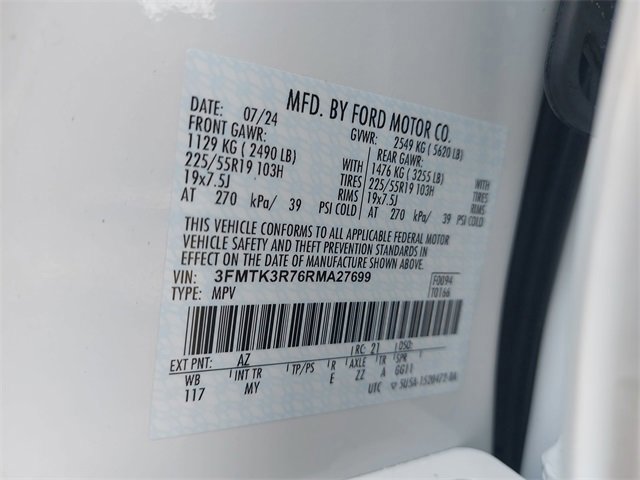 MFD. BY FORD MOTOR CO.
DATE: 07/24 GVWR: 2549 KG ( 5620 LB)
FRONT GAWR: REAR GAWR:
1129 KG ( 2490 LB) WITH 1476 KG ( 3255 LB) WITH
225/55R19 103H TIRES 225/55R19 103H TIRES
19x7.5J RIMS 19x7.5J RIMS
AT 270 kPa/ 39 PSI COLD AT 270 kPa/ 39 PSI COLD
THIS VEHICLE CONFORMS TO ALL APPLICABLE FEDERAL MOTOR
VEHICLE SAFETY AND THEFT PREVENTION STANDARDS IN
EFFECT ON THE DATE OF MANUFACTURE SHOWN ABOVE.
VIN: 3FMTK3R76RMA27699 F0094
TYPE: MPV T0166
EXT PNT: AZ RC: 21 DSO:
WB INT TR TP/PS R AXLE TR SPR
117 MY E ZZ A GG11
UTC